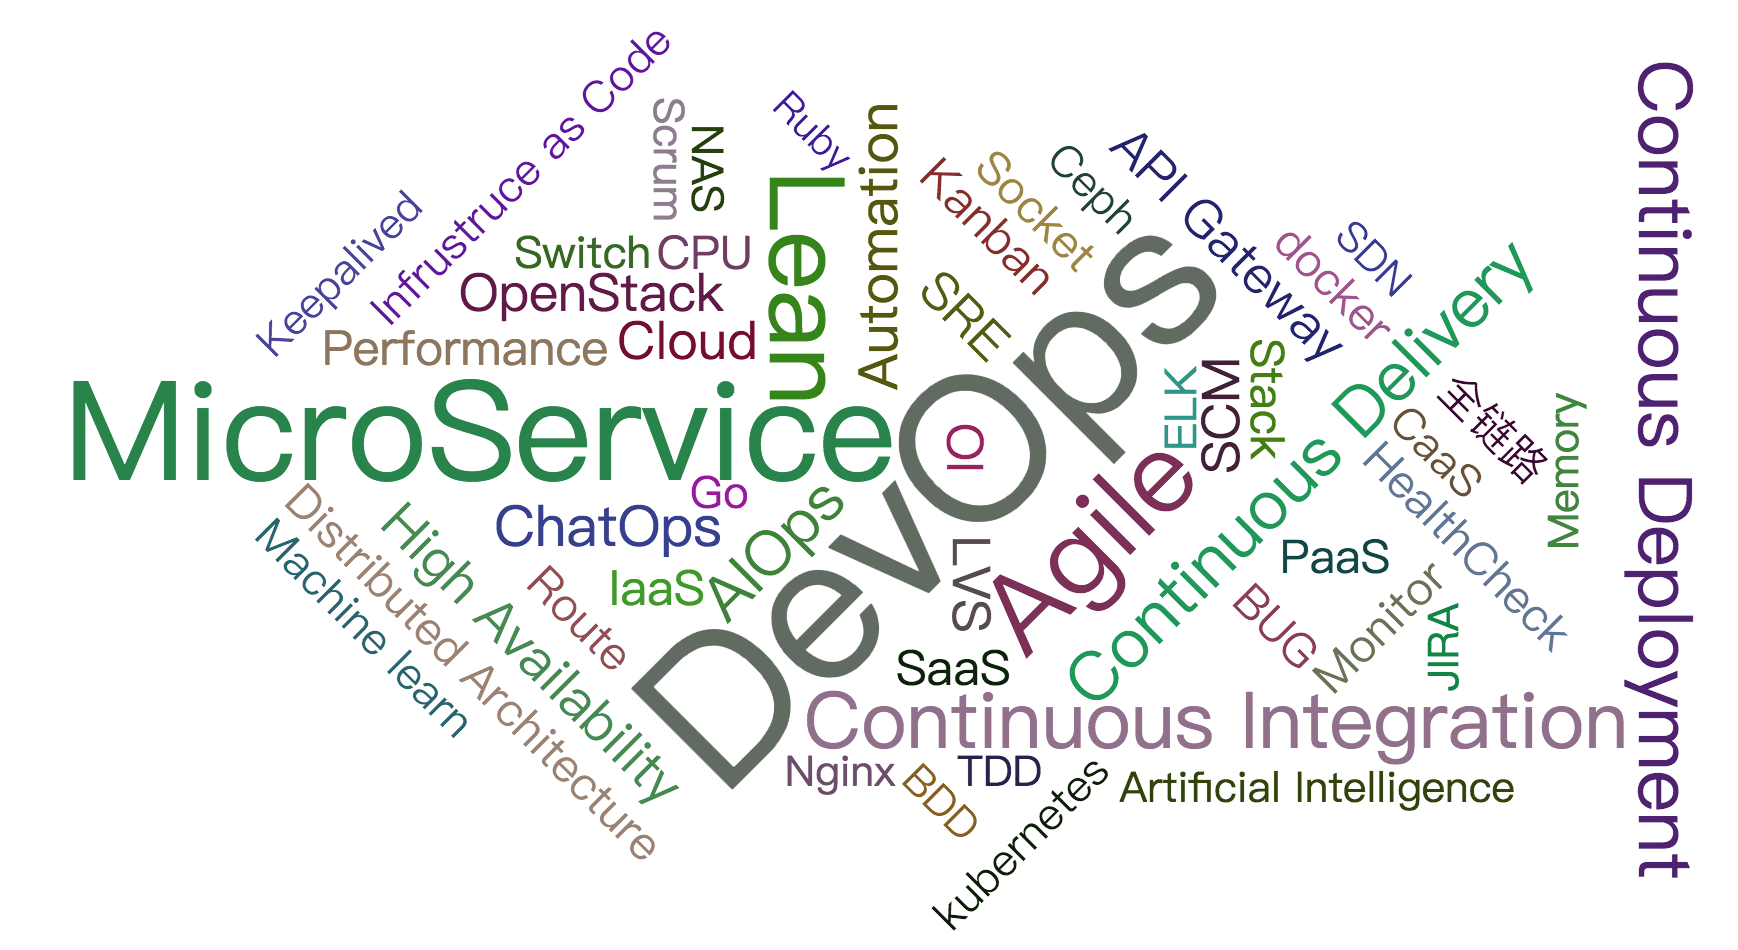 Infrustruce as Code
Keepalived
Scrum
NAS
Ruby
Automation
Lean
Switch
CPU
OpenStack
Performance
Cloud
Kanban
Socket
Ceph
API Gateway
SDN
docker
SRE
Continuous Deployment
MicroService
DevOps
IO
ELK
SCM
Stack
Continuous Delivery
全链路
CaaS
Memory
HealthCheck
Go
ChatOps
AIOps
IaaS
Route
High Availability
Distributed Architecture
Machine learn
LVS
Agile
PaaS
BUG
Monitor
JIRA
SaaS
Continuous Integration
Nginx
BDD
TDD
kubernetes
Artificial Intelligence